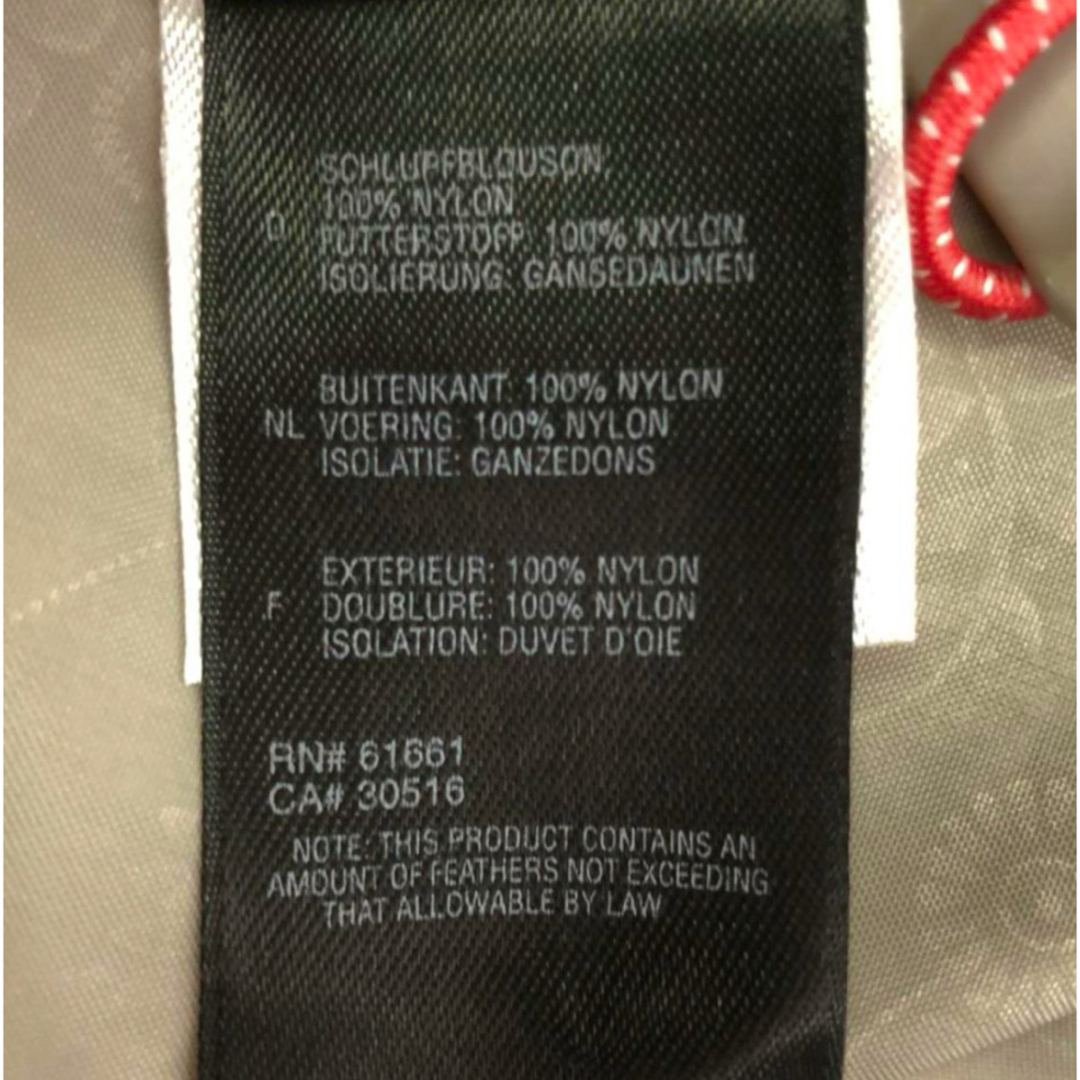 SCHLUPFBLOUSON,
100% NYLON
D FUTTERSTOFF 100% NYLON
ISOLIERUNG: GANSEDAUNEN
BUITENKANT: 100% NYLON
NL VOERING: 100% NYLON
ISOLATIE: GANZEDONS
EXTERIEUR: 100% NYLON
F DOUBLURE: 100% NYLON
ISOLATION: DUVET D'OIE
RN# 61661
CA# 30516
NOTE: THIS PRODUCT CONTAINS AN
AMOUNT OF FEATHERS NOT EXCEEDING
THAT ALLOWABLE BY LAW